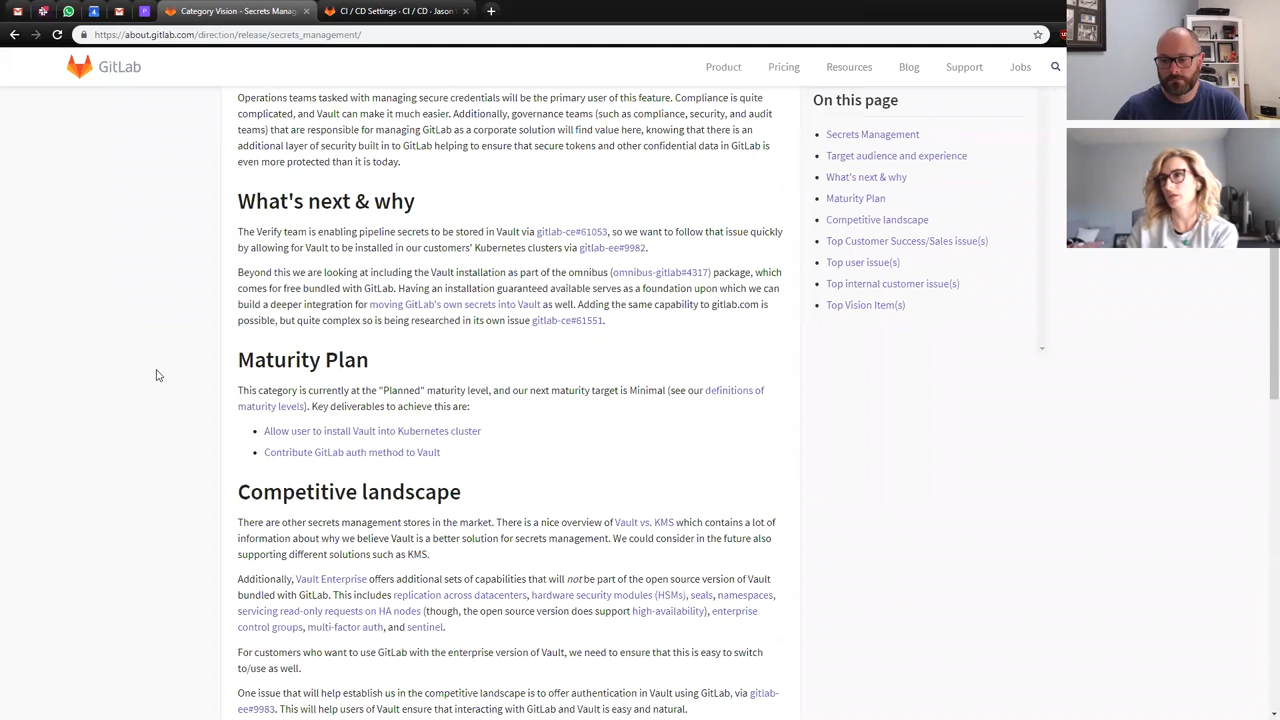 Category Vision - Secrets Manag
CI / CD Settings · CI / CD · Jason
https://about.gitlab.com/direction/release/secrets_management/
GitLab
Product
Pricing
Resources
Blog
Support
Jobs
Operations teams tasked with managing secure credentials will be the primary user of this feature. Compliance is quite
complicated, and Vault can make it much easier. Additionally, governance teams (such as compliance, security, and audit
teams) that are responsible for managing GitLab as a corporate solution will find value here, knowing that there is an
additional layer of security built in to GitLab helping to ensure that secure tokens and other confidential data in GitLab is
even more protected than it is today.
What's next & why
The Verify team is enabling pipeline secrets to be stored in Vault via gitlab-ce#61053, so we want to follow that issue quickly
by allowing for Vault to be installed in our customers' Kubernetes clusters via gitlab-ee#9982.
Beyond this we are looking at including the Vault installation as part of the omnibus (omnibus-gitlab#4317) package, which
comes for free bundled with GitLab. Having an installation guaranteed available serves as a foundation upon which we can
build a deeper integration for moving GitLab's own secrets into Vault as well. Adding the same capability to gitlab.com is
possible, but quite complex so is being researched in its own issue gitlab-ce#61551.
Maturity Plan
This category is currently at the "Planned" maturity level, and our next maturity target is Minimal (see our definitions of
maturity levels). Key deliverables to achieve this are:
• Allow user to install Vault into Kubernetes cluster
• Contribute GitLab auth method to Vault
Competitive landscape
There are other secrets management stores in the market. There is a nice overview of Vault vs. KMS which contains a lot of
information about why we believe Vault is a better solution for secrets management. We could consider in the future also
supporting different solutions such as KMS.
Additionally, Vault Enterprise offers additional sets of capabilities that will not be part of the open source version of Vault
bundled with GitLab. This includes replication across datacenters, hardware security modules (HSMs), seals, namespaces,
servicing read-only requests on HA nodes (though, the open source version does support high-availability), enterprise
control groups, multi-factor auth, and sentinel.
For customers who want to use GitLab with the enterprise version of Vault, we need to ensure that this is easy to switch
to/use as well.
One issue that will help establish us in the competitive landscape is to offer authentication in Vault using GitLab, via gitlab-
ee#9983. This will help users of Vault ensure that interacting with GitLab and Vault is easy and natural.
On this page
• Secrets Management
• Target audience and experience
• What's next & why
• Maturity Plan
• Competitive landscape
• Top Customer Success/Sales issue(s)
• Top user issue(s)
• Top internal customer issue(s)
• Top Vision Item(s)